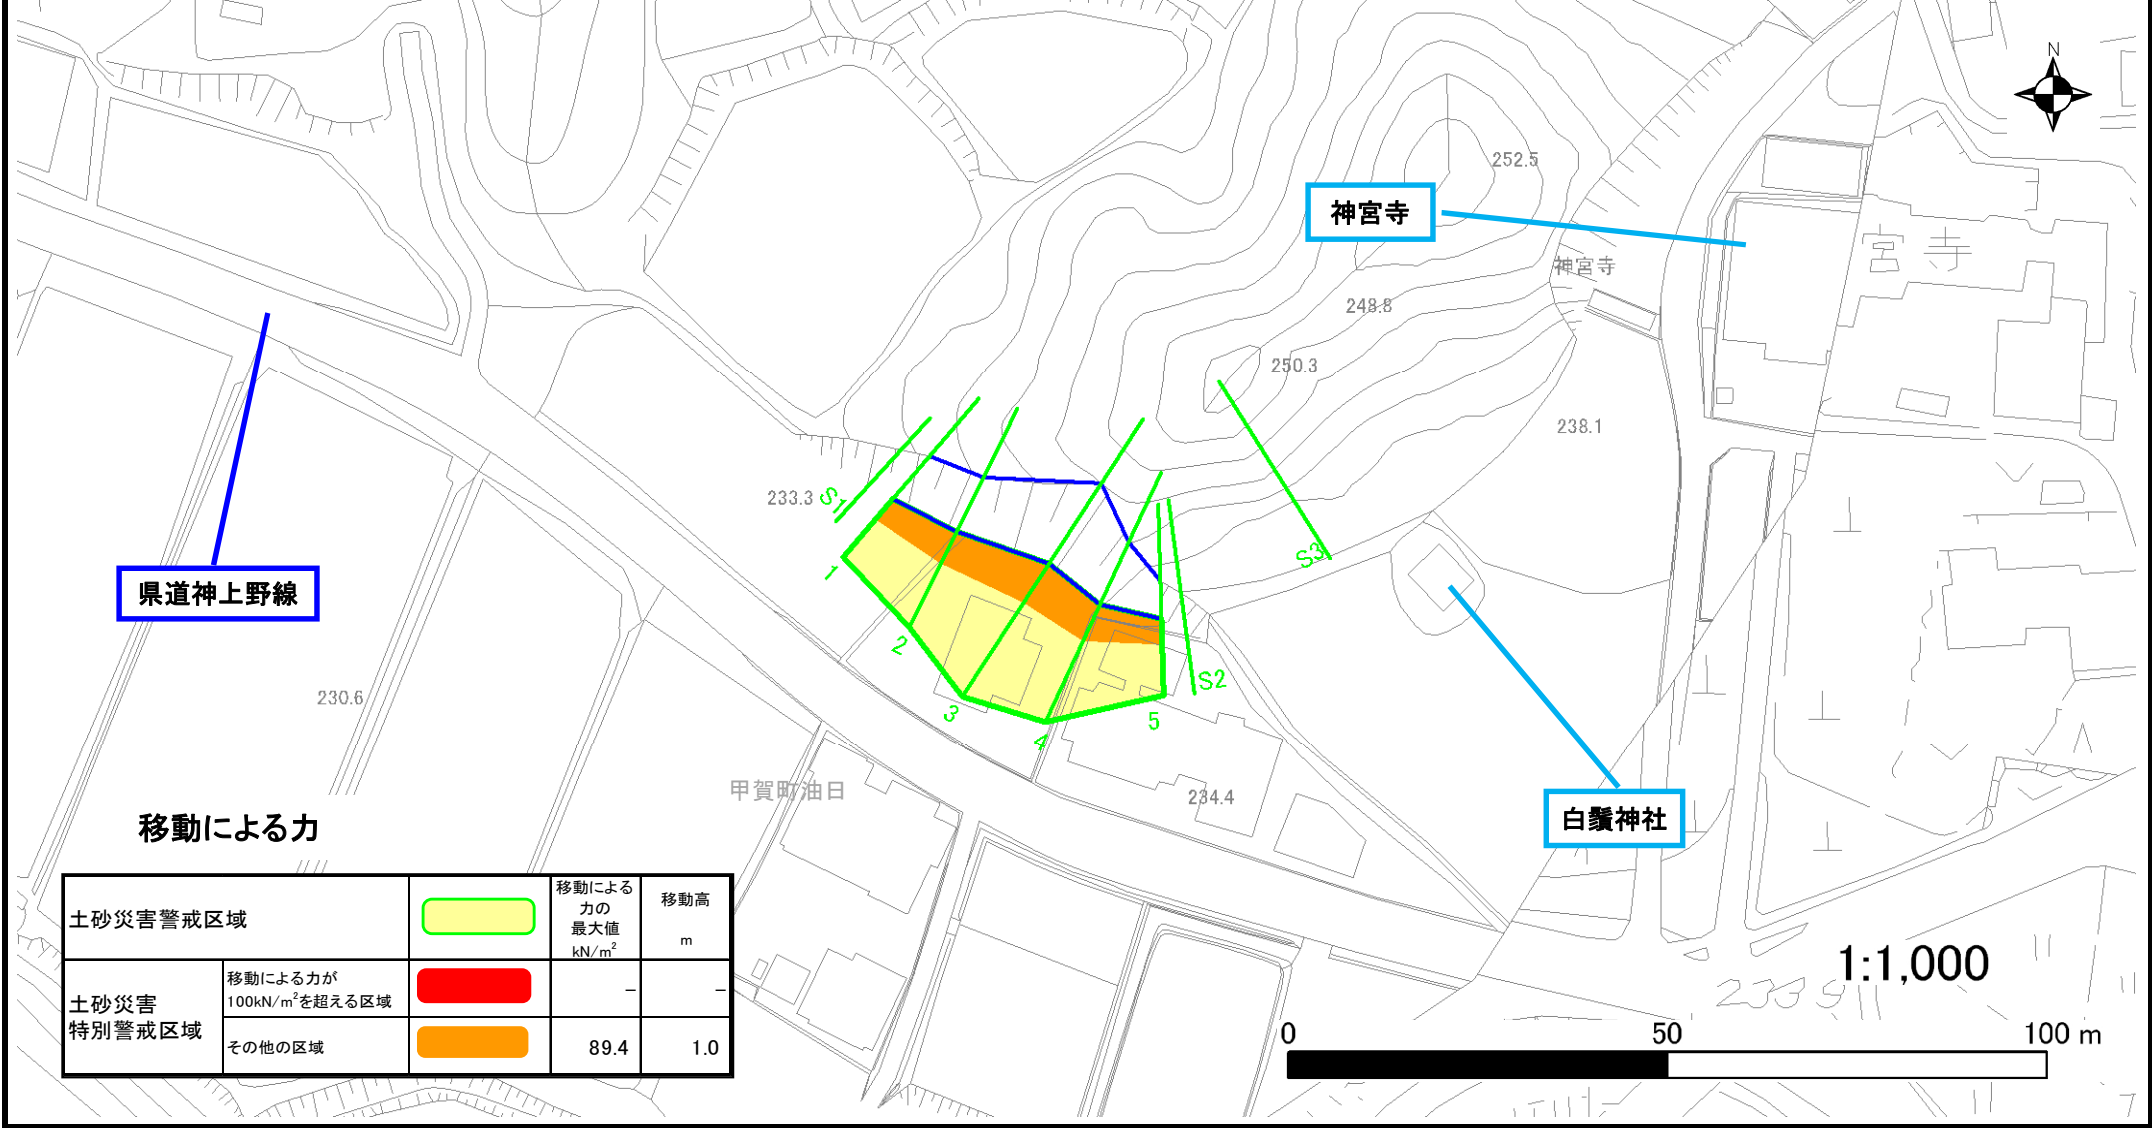 N
252.5
神宮寺
宮寺
神宮寺
248.8
250.3
238.1
233.3
S1
S3
県道神上野線
1
2
S2
230.6
3
5
4
甲賀町油日
234.4
白鬚神社
移動による力
土砂災害警戒区域
移動による
力の
最大値
kN/m²
移動高
m
土砂災害
特別警戒区域
移動による力が
100kN/m²を超える区域
-
-
その他の区域
89.4
1.0
1:1,000
0
50
100 m